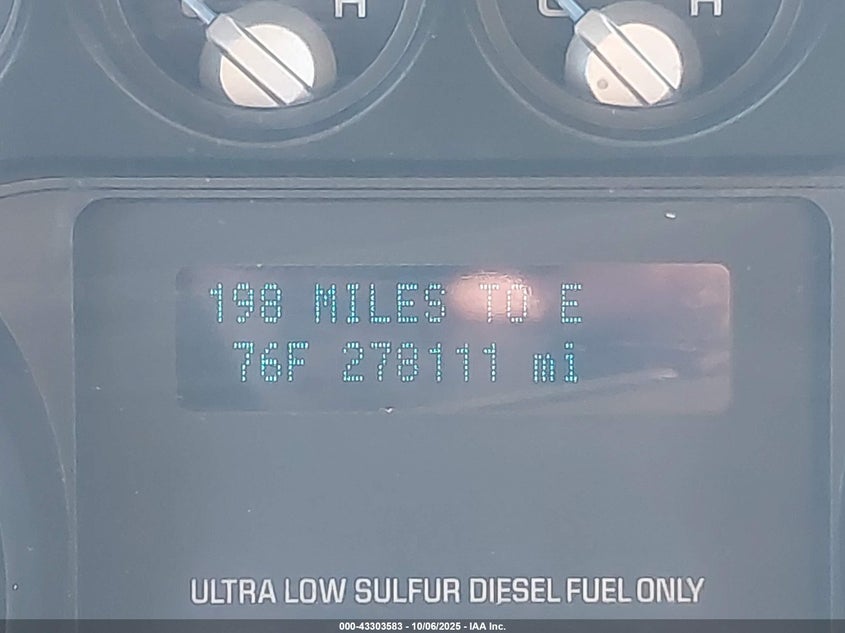 C H C H
198 MILES TO E
76F 278111 mi
ULTRA LOW SULFUR DIESEL FUEL ONLY
000-43303583 - 10/06/2025 - IAA Inc.